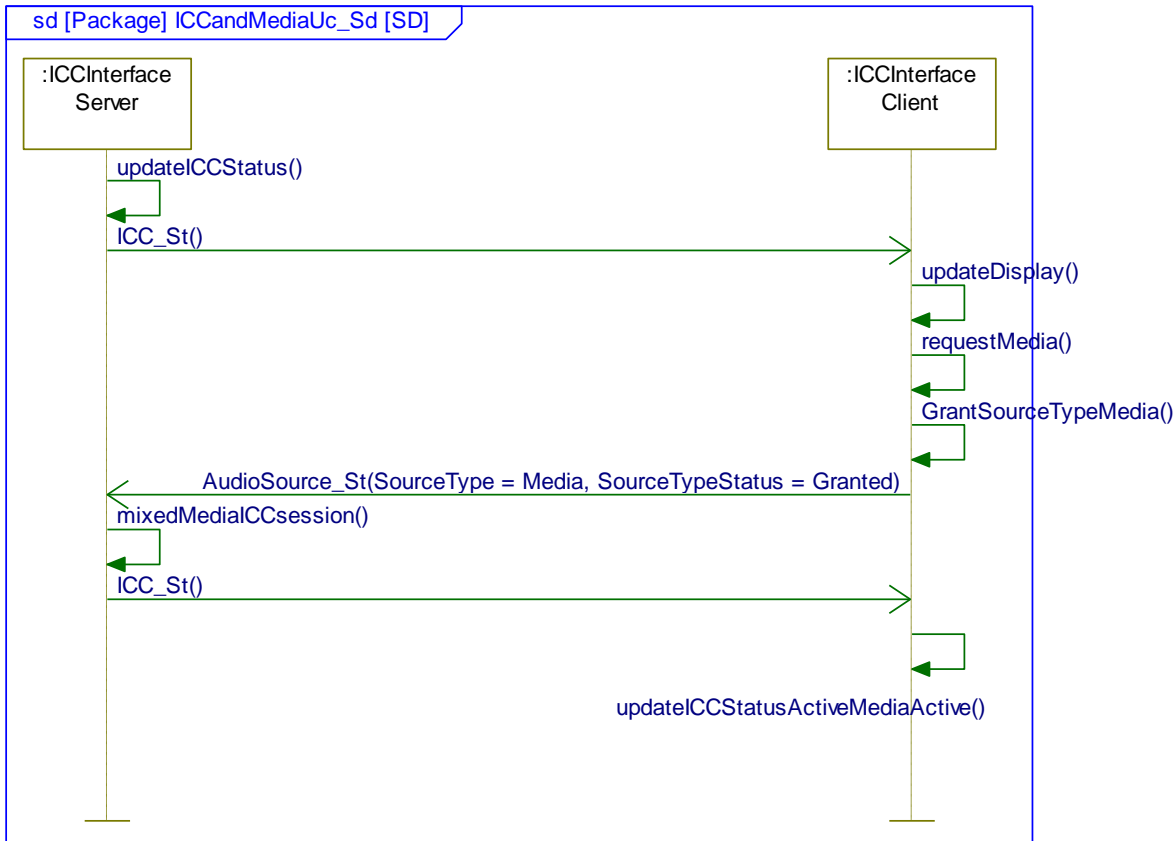 sd [Package] ICCandMediaUc_Sd [SD]
:ICCInterface
Server
:ICCInterface
Client
updateICCStatus()
ICC_St()
updateDisplay()
requestMedia()
GrantSourceTypeMedia()
AudioSource_St(SourceType = Media, SourceTypeStatus = Granted)
mixedMediaICCsession()
ICC_St()
updateICCStatusActiveMediaActive()